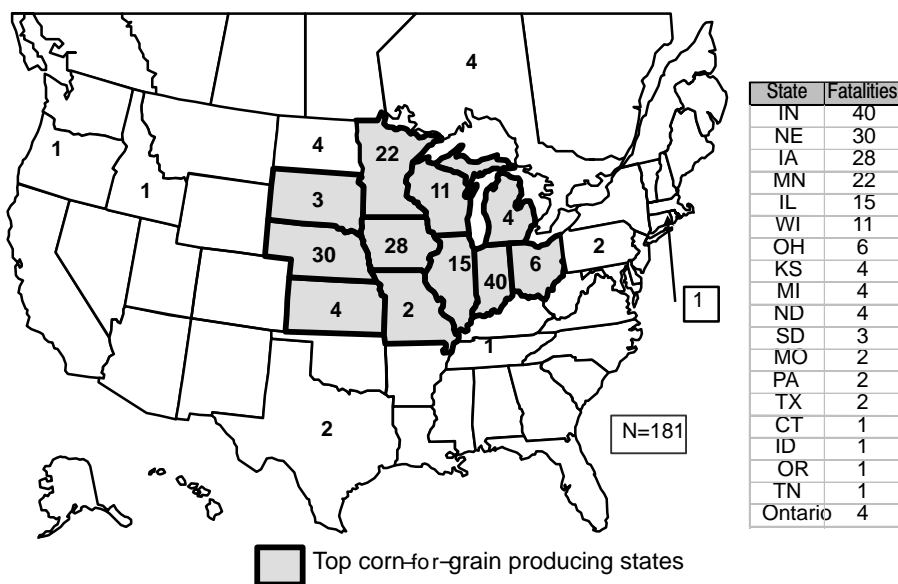 4
1
4
22
1
3
11
4
30
28
15
40
6
2
4
2
1
1
2
N=181
State Fatalities
IN 40
NE 30
IA 28
MN 22
IL 15
WI 11
OH 6
KS 4
MI 4
ND 4
SD 3
MO 2
PA 2
TX 2
CT 1
ID 1
OR 1
TN 1
Ontario 4
Top corn-for-grain producing states